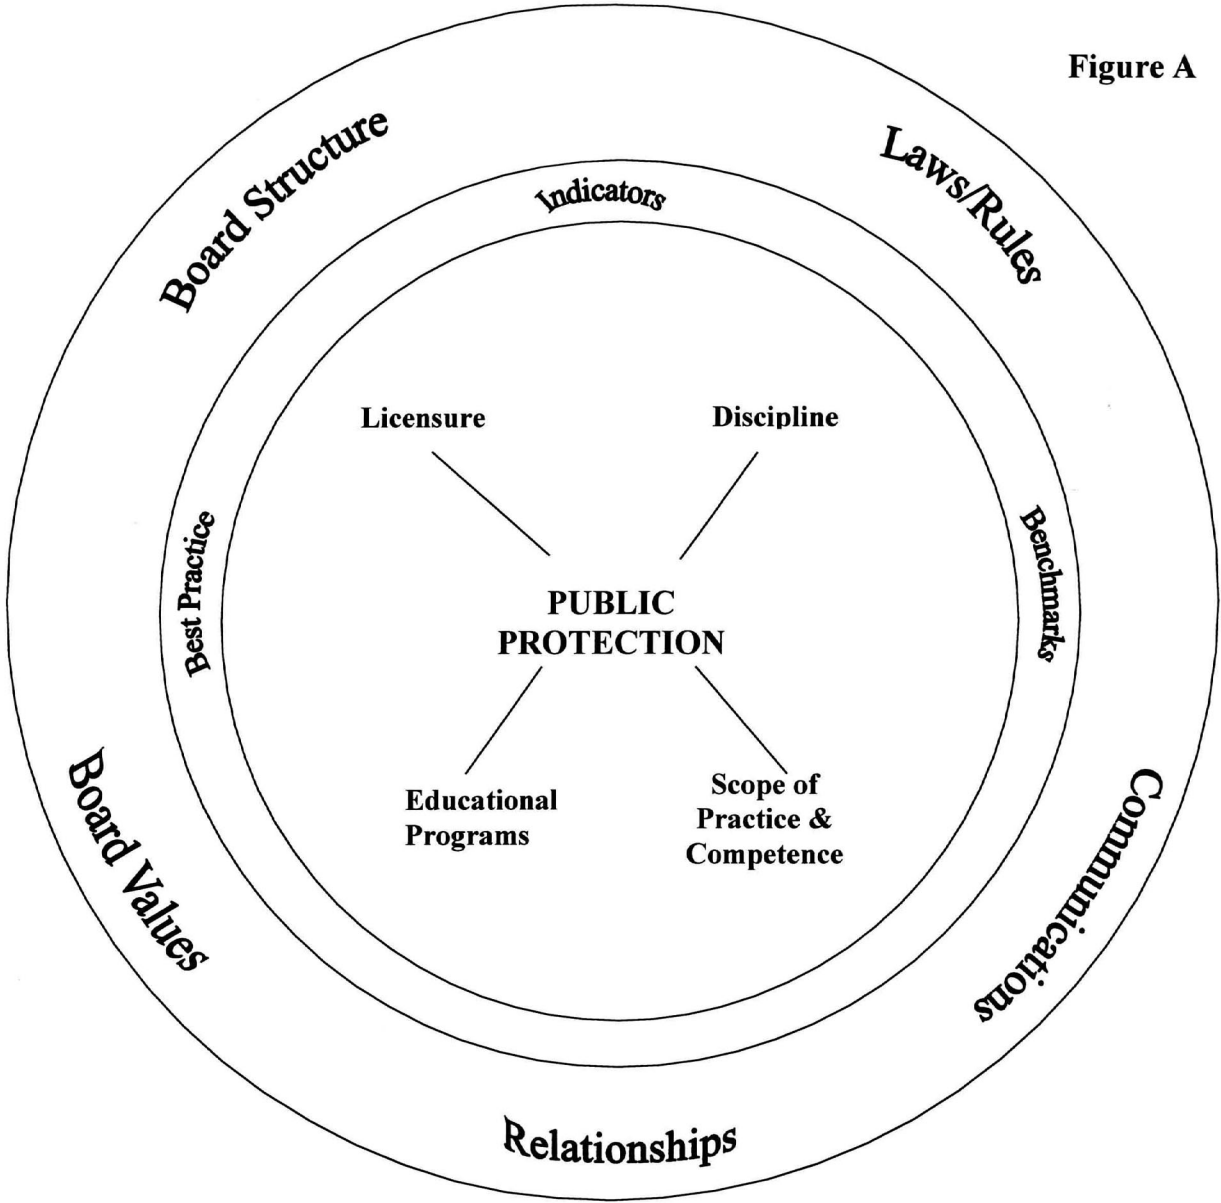 Figure A
Board Structure
Laws/Rules
Indicators
Licensure
Discipline
Best Practice
Benchmarks
PUBLIC
PROTECTION
Educational
Programs
Scope of
Practice &
Competence
Board Values
Communications
Relationships